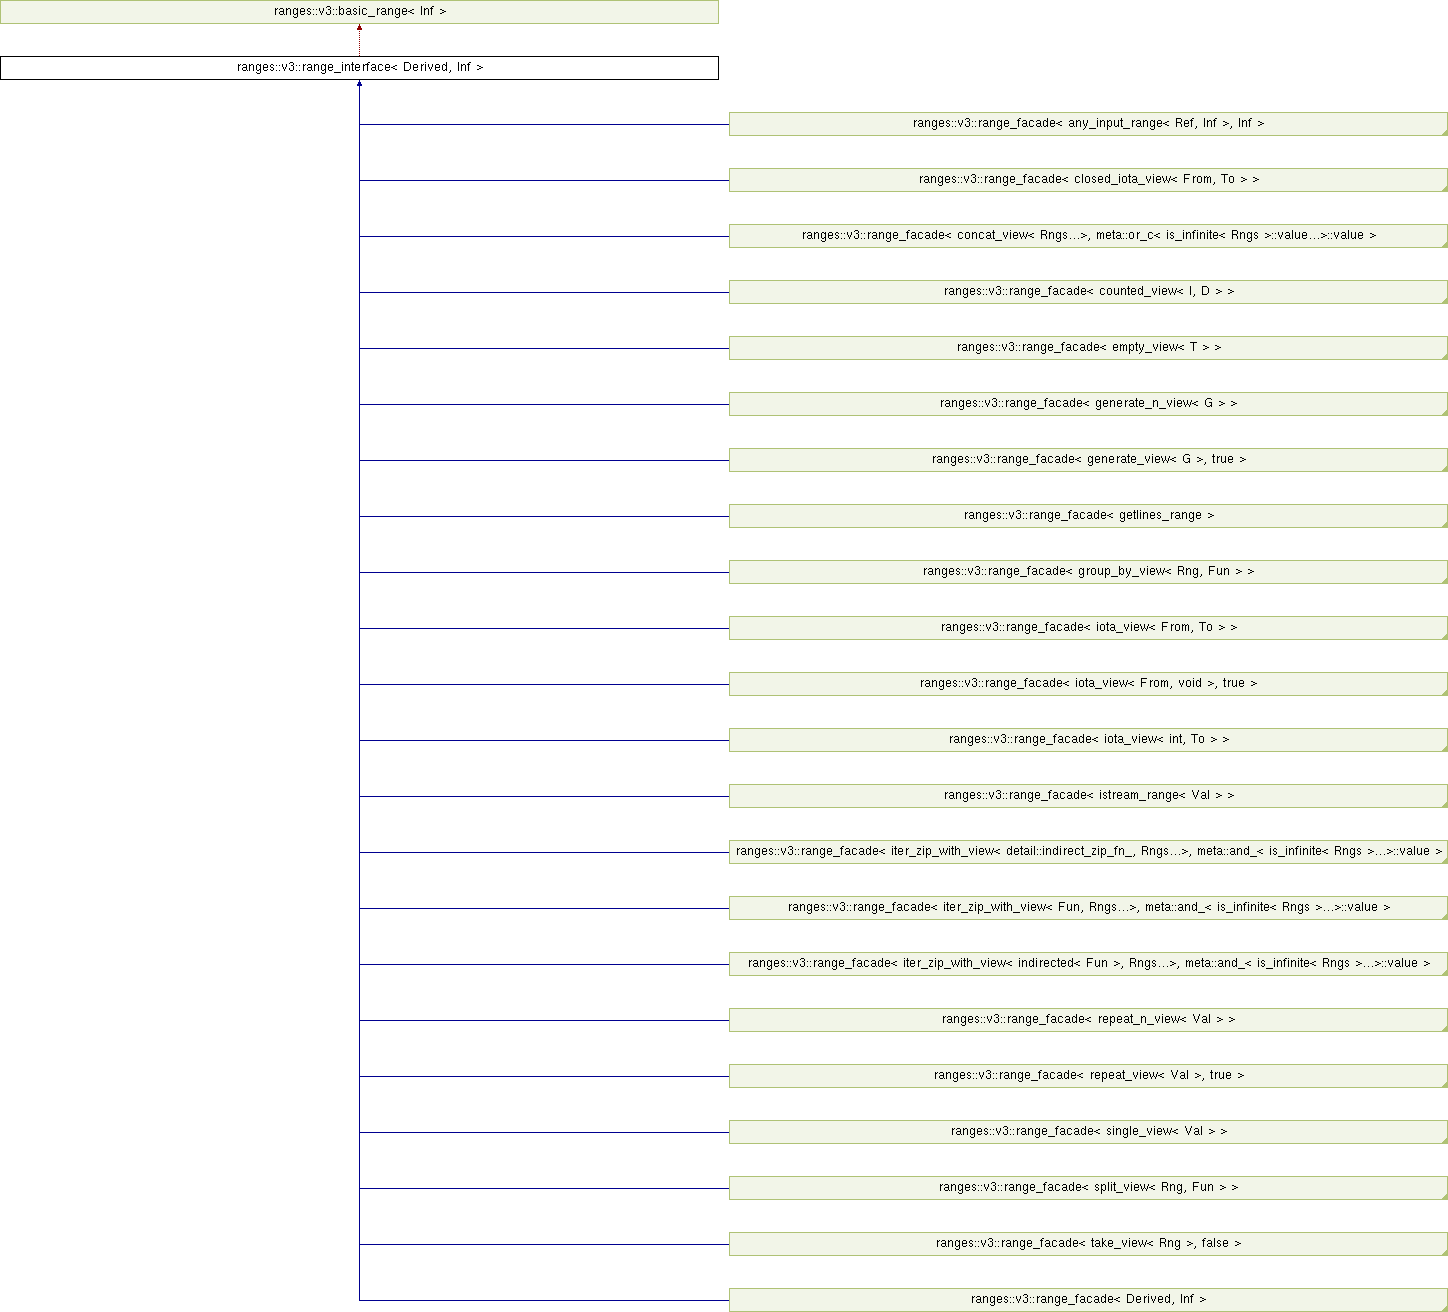 ranges::v3::basic_range< Inf >
ranges::v3::range_interface< Derived, Inf >
ranges::v3::range_facade< any_input_range< Ref, Inf >, Inf >
ranges::v3::range_facade< closed_iota_view< From, To > >
ranges::v3::range_facade< concat_view< Rngs...>, meta::or_c< is_infinite< Rngs >::value...>::value >
ranges::v3::range_facade< counted_view< I, D > >
ranges::v3::range_facade< empty_view< T > >
ranges::v3::range_facade< generate_n_view< G > >
ranges::v3::range_facade< generate_view< G >, true >
ranges::v3::range_facade< getlines_range >
ranges::v3::range_facade< group_by_view< Rng, Fun > >
ranges::v3::range_facade< iota_view< From, To > >
ranges::v3::range_facade< iota_view< From, void >, true >
ranges::v3::range_facade< iota_view< int, To > >
ranges::v3::range_facade< istream_range< Val > >
ranges::v3::range_facade< iter_zip_with_view< detail::indirect_zip_fn_, Rngs...>, meta::and_< is_infinite< Rngs >...>::value >
ranges::v3::range_facade< iter_zip_with_view< Fun, Rngs...>, meta::and_< is_infinite< Rngs >...>::value >
ranges::v3::range_facade< iter_zip_with_view< indirected< Fun >, Rngs...>, meta::and_< is_infinite< Rngs >...>::value >
ranges::v3::range_facade< repeat_n_view< Val > >
ranges::v3::range_facade< repeat_view< Val >, true >
ranges::v3::range_facade< single_view< Val > >
ranges::v3::range_facade< split_view< Rng, Fun > >
ranges::v3::range_facade< take_view< Rng >, false >
ranges::v3::range_facade< Derived, Inf >